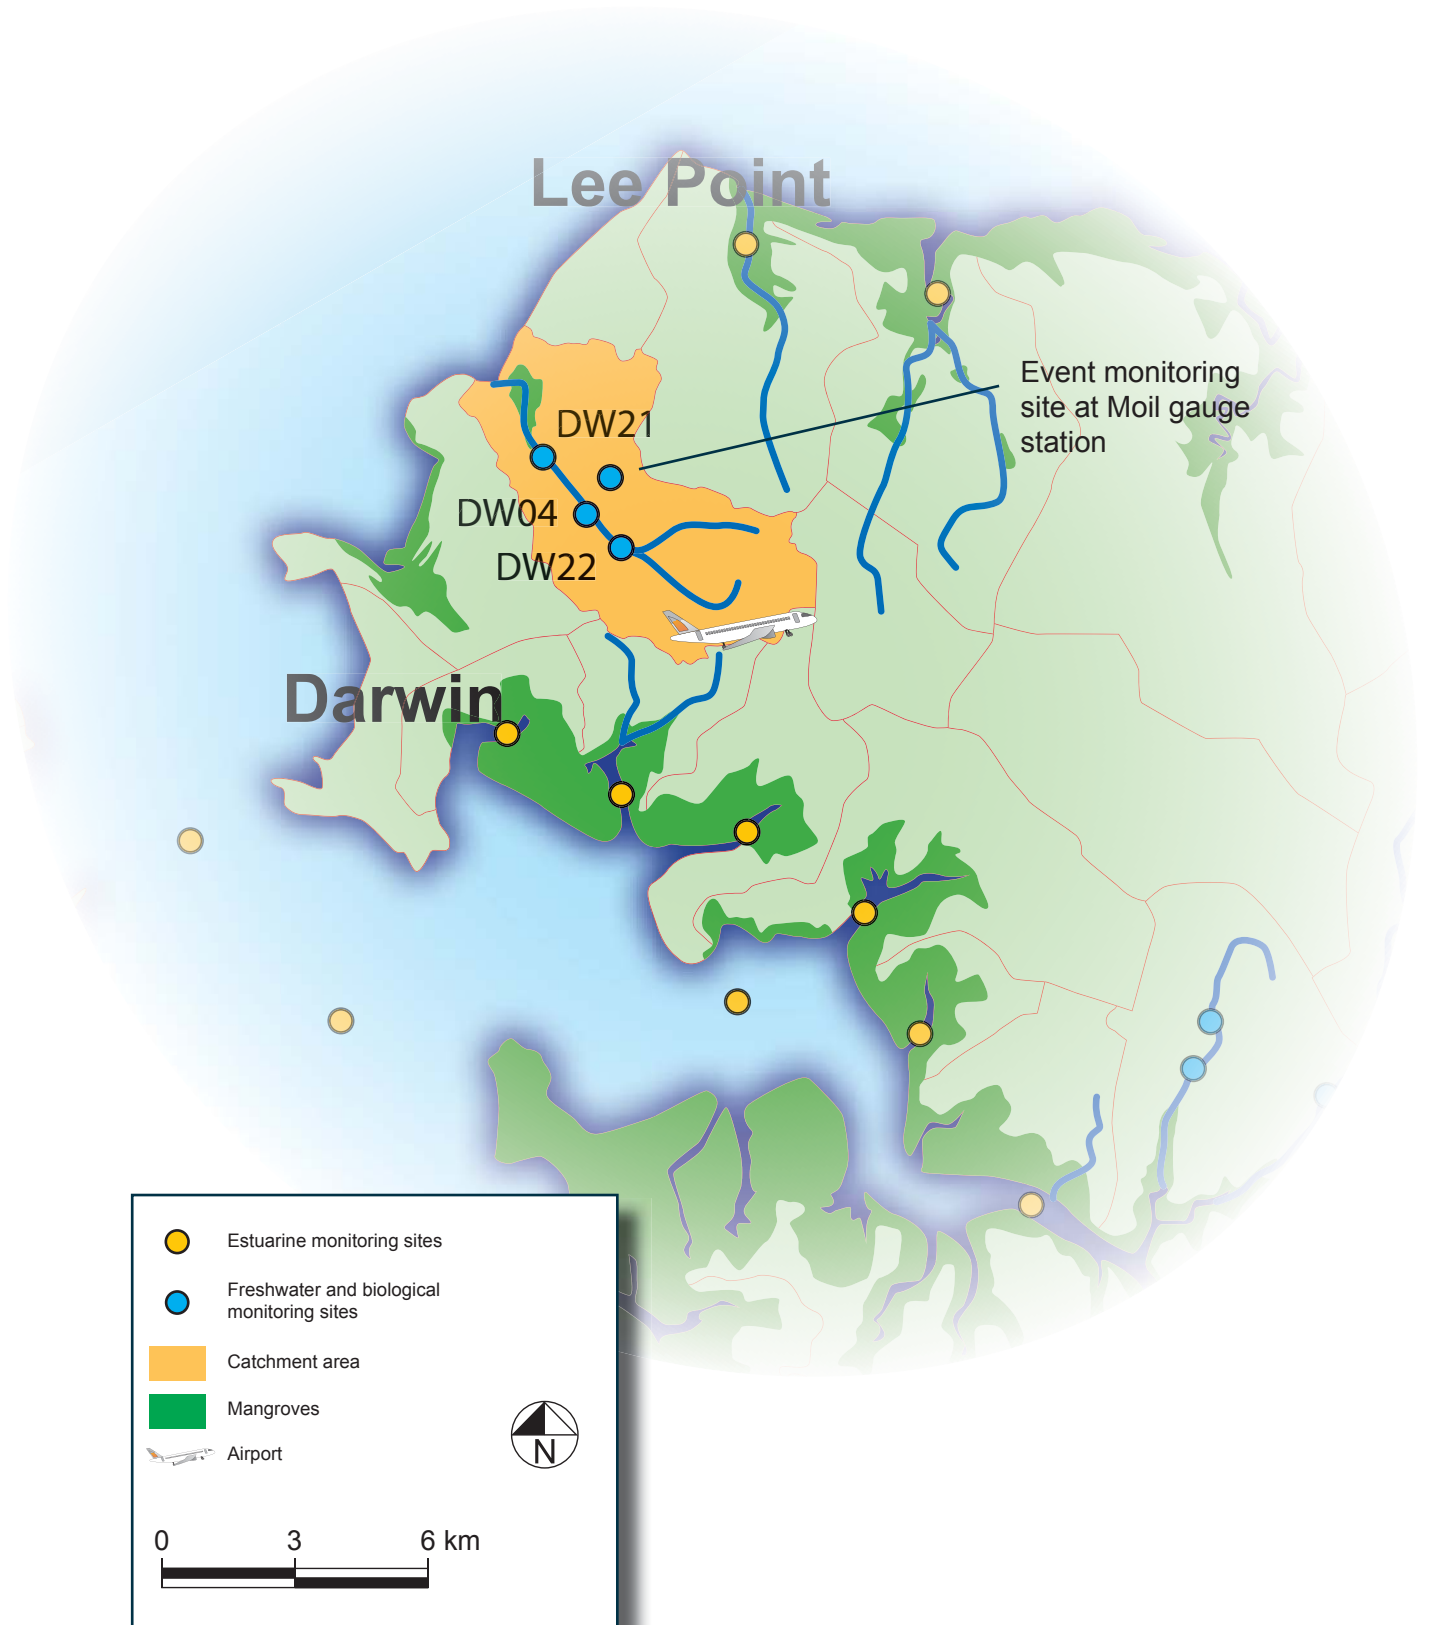 Lee Point
Event monitoring
site at Moil gauge
station
DW21
DW04
DW22
Darwin
Estuarine monitoring sites
Freshwater and biological
monitoring sites
Catchment area
Mangroves
Airport
N
0 3 6 km